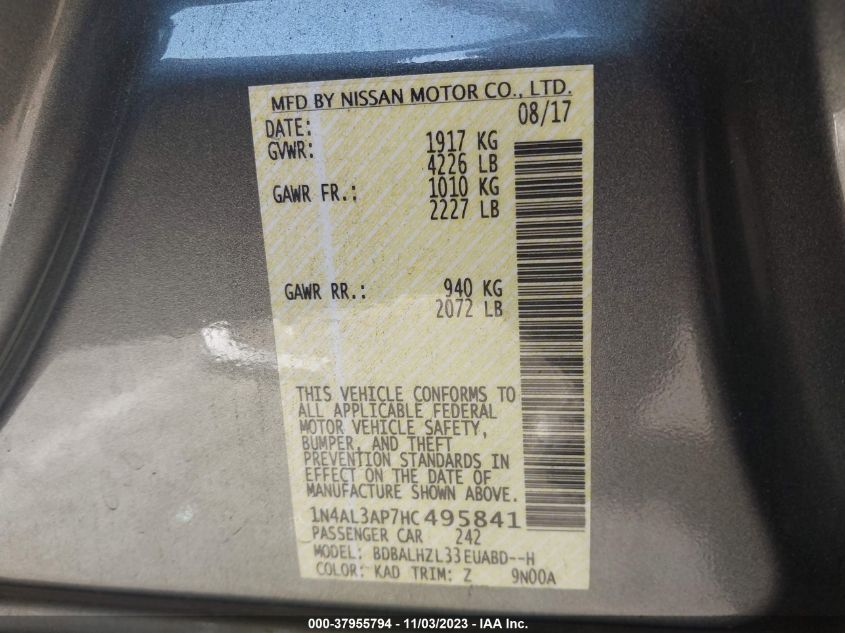 MFD BY NISSAN MOTOR CO., LTD.
DATE: 08/17
GVWR: 1917 KG
4226 LB
GAWR FR.: 1010 KG
2227 LB
GAWR RR.: 940 KG
2072 LB
THIS VEHICLE CONFORMS TO
ALL APPLICABLE FEDERAL
MOTOR VEHICLE SAFETY,
BUMPER, AND THEFT
PREVENTION STANDARDS IN
EFFECT ON THE DATE OF
MANUFACTURE SHOWN ABOVE.
1N4AL3AP7HC495841
PASSENGER CAR 242
MODEL: BDBALHZL33EUABD--H
COLOR: KAD TRIM: Z 9N00A
000-37955794 - 11/03/2023 - IAA Inc.